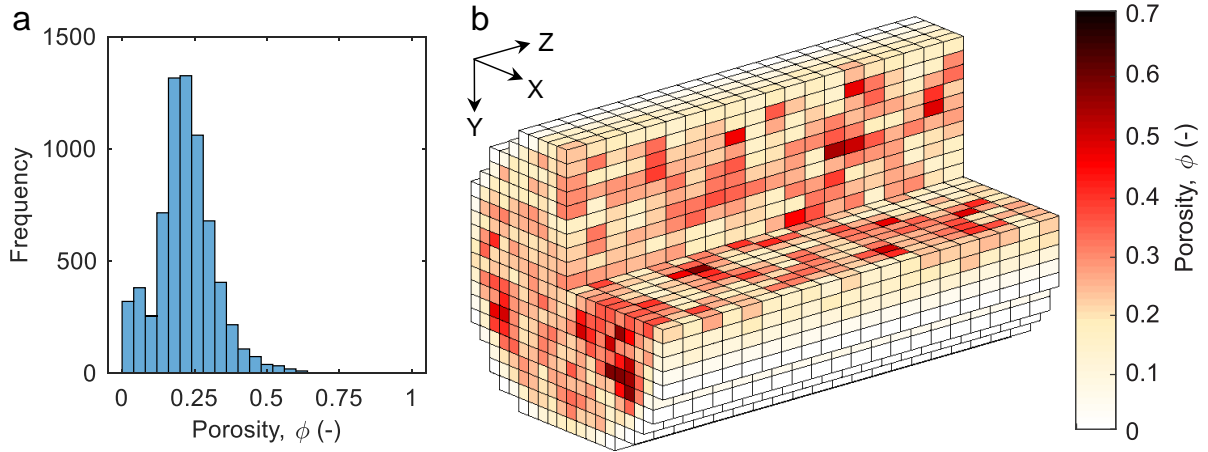 a
1500
1000
500
0
Frequency
0 0.25 0.5 0.75 1
Porosity, ϕ (-)
b
Z
X
Y
0.7
0.6
0.5
0.4
0.3
0.2
0.1
0
Porosity, ϕ (-)